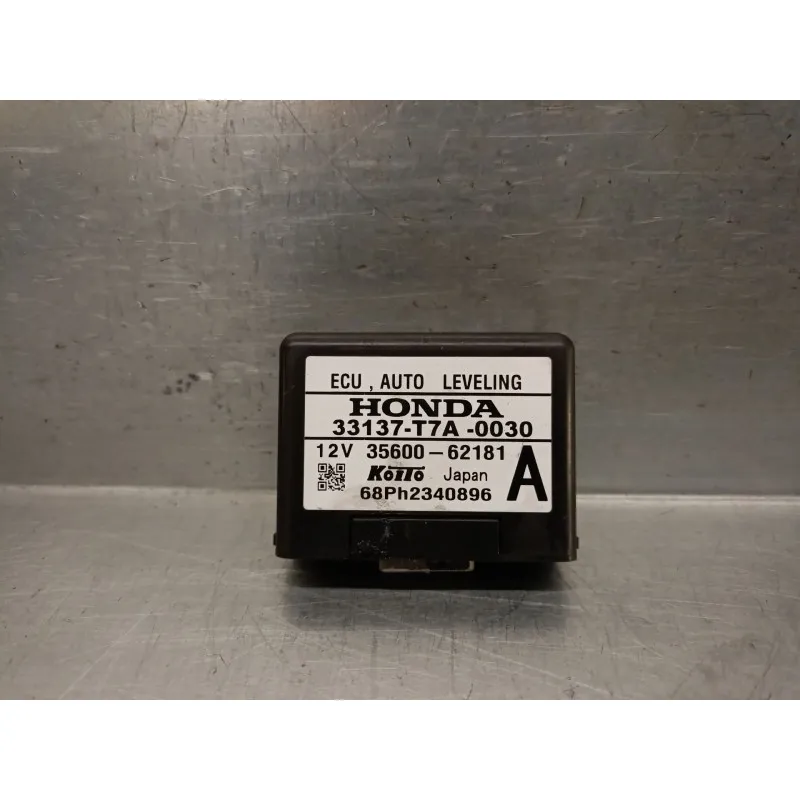 ECU , AUTO LEVELING
HONDA
33137-T7A -0030
12V 35600-62181
KOITO Japan A
68Ph2340896